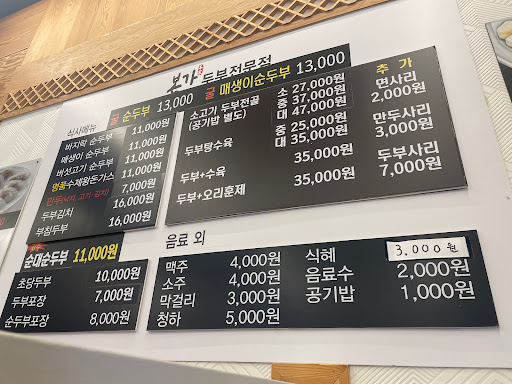 본가 두부전문점
굴 순두부 13,000 굴 매생이순두부 13,000
식사메뉴
바지락 순두부 11,000원
매생이 순두부 11,000원
버섯고기 순두부 11,000원
명품수제왕돈가스 11,000원
만두(낙지, 고기·김치) 7,000원
두부김치 16,000원
부침두부 16,000원
순대순두부 11,000원
초당두부 10,000원
두부포장 7,000원
순두부포장 8,000원
소고기 두부전골 소 27,000원
(공기밥 별도) 중 37,000원
대 47,000원
두부탕수육 중 25,000원
대 35,000원
두부+수육 35,000원
두부+오리훈제 35,000원
추가
면사리
2,000원
만두사리
3,000원
두부사리
7,000원
음료 외
맥주 4,000원
소주 4,000원
막걸리 3,000원
청하 5,000원
식혜 3,000원
음료수 2,000원
공기밥 1,000원